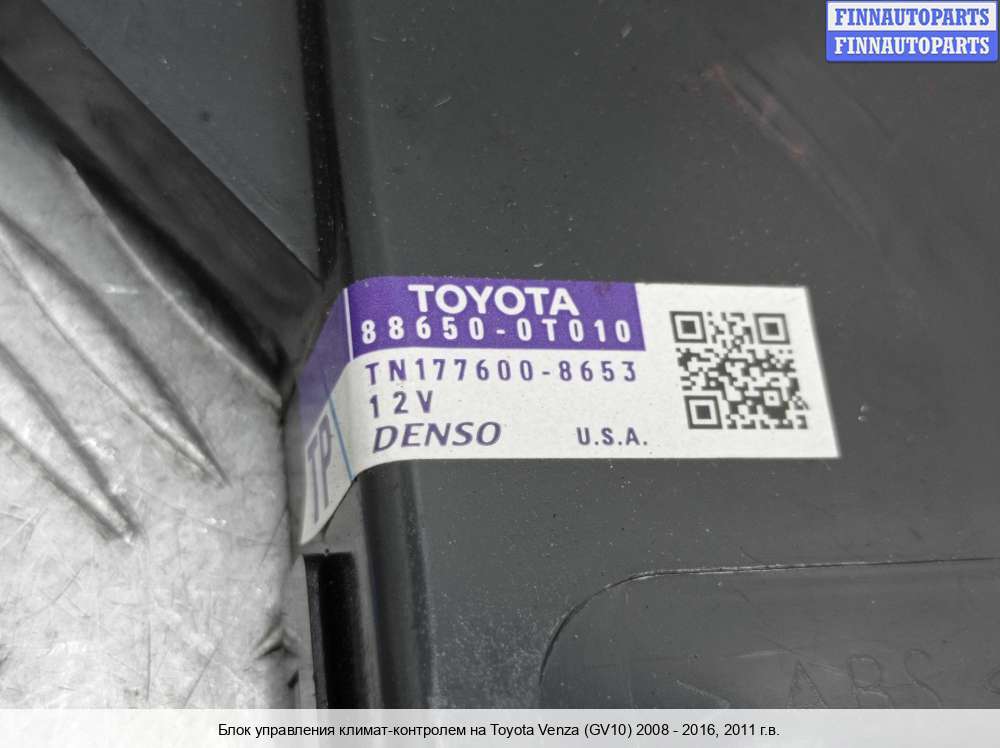 FINNAUTOPARTS
FINNAUTOPARTS
TOYOTA
88650-0T010
TN177600-8653
12V
DENSO U.S.A.
TP
ABS
Блок управления климат-контролем на Toyota Venza (GV10) 2008 - 2016, 2011 г.в.